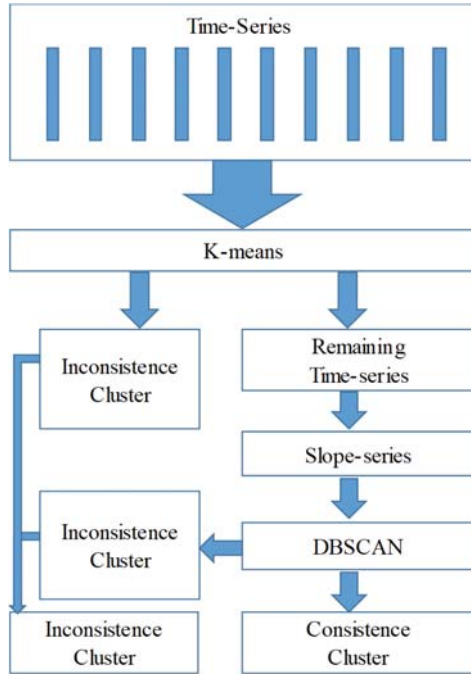 Time-Series
K-means
Inconsistence
Cluster
Remaining
Time-series
Slope-series
Inconsistence
Cluster
DBSCAN
Inconsistence
Cluster
Consistence
Cluster